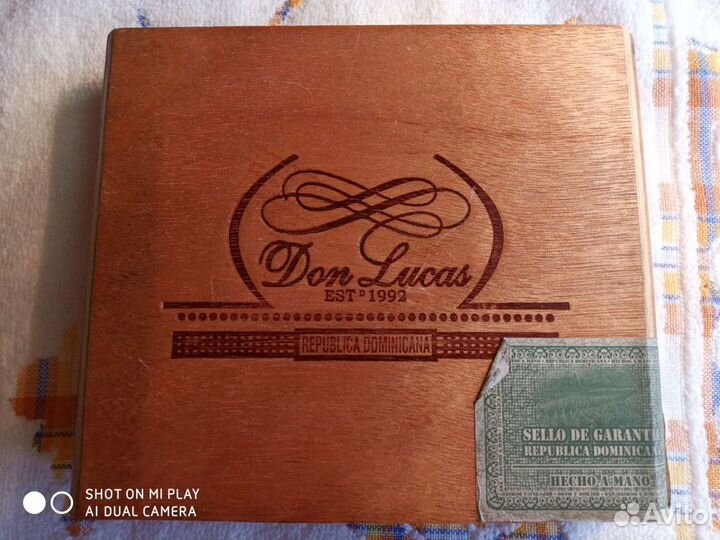 Don Lucas
EST D 1992
REPUBLICA DOMINICANA
SELLO DE GARANT
REPUBLICA DOMINICA
HECHO A MANO
SHOT ON MI PLAY
AI DUAL CAMERA
Avito